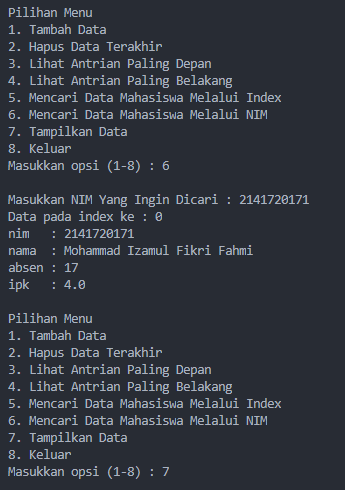 Pilihan Menu
1. Tambah Data
2. Hapus Data Terakhir
3. Lihat Antrian Paling Depan
4. Lihat Antrian Paling Belakang
5. Mencari Data Mahasiswa Melalui Index
6. Mencari Data Mahasiswa Melalui NIM
7. Tampilkan Data
8. Keluar
Masukkan opsi (1-8) : 6
Masukkan NIM Yang Ingin Dicari : 2141720171
Data pada index ke : 0
nim   : 2141720171
nama  : Mohammad Izamul Fikri Fahmi
absen : 17
ipk   : 4.0
Pilihan Menu
1. Tambah Data
2. Hapus Data Terakhir
3. Lihat Antrian Paling Depan
4. Lihat Antrian Paling Belakang
5. Mencari Data Mahasiswa Melalui Index
6. Mencari Data Mahasiswa Melalui NIM
7. Tampilkan Data
8. Keluar
Masukkan opsi (1-8) : 7